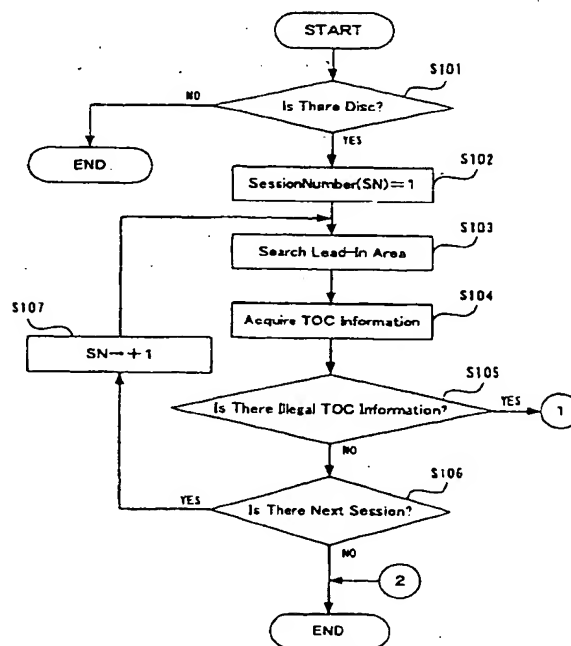 START
S101
NO
Is There Disc?
END
YES
S102
SessionNumber(SN)=1
S103
Search Lead-In Area
S107
S104
Acquire TOC Information
SN→+1
S105
Is There Illegal TOC Information?
YES
1
NO
S106
YES
Is There Next Session?
NO
2
END